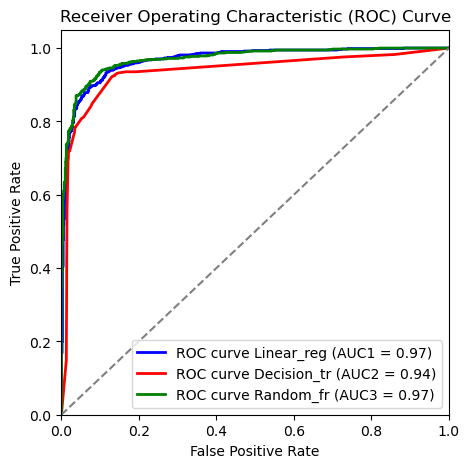 Receiver Operating Characteristic (ROC) Curve
1.0
0.8
0.6
0.4
0.2
0.0
True Positive Rate
ROC curve Linear_reg (AUC1 = 0.97)
ROC curve Decision_tr (AUC2 = 0.94)
ROC curve Random_fr (AUC3 = 0.97)
0.0 0.2 0.4 0.6 0.8 1.0
False Positive Rate